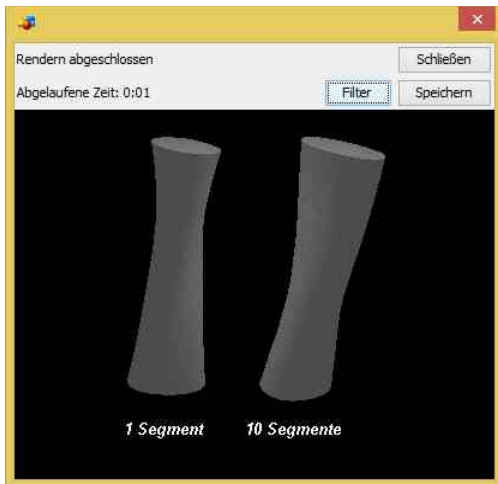 Rendern abgeschlossen
Schließen
Abgelaufene Zeit: 0:01
Filter
Speichern
1 Segment
10 Segmente